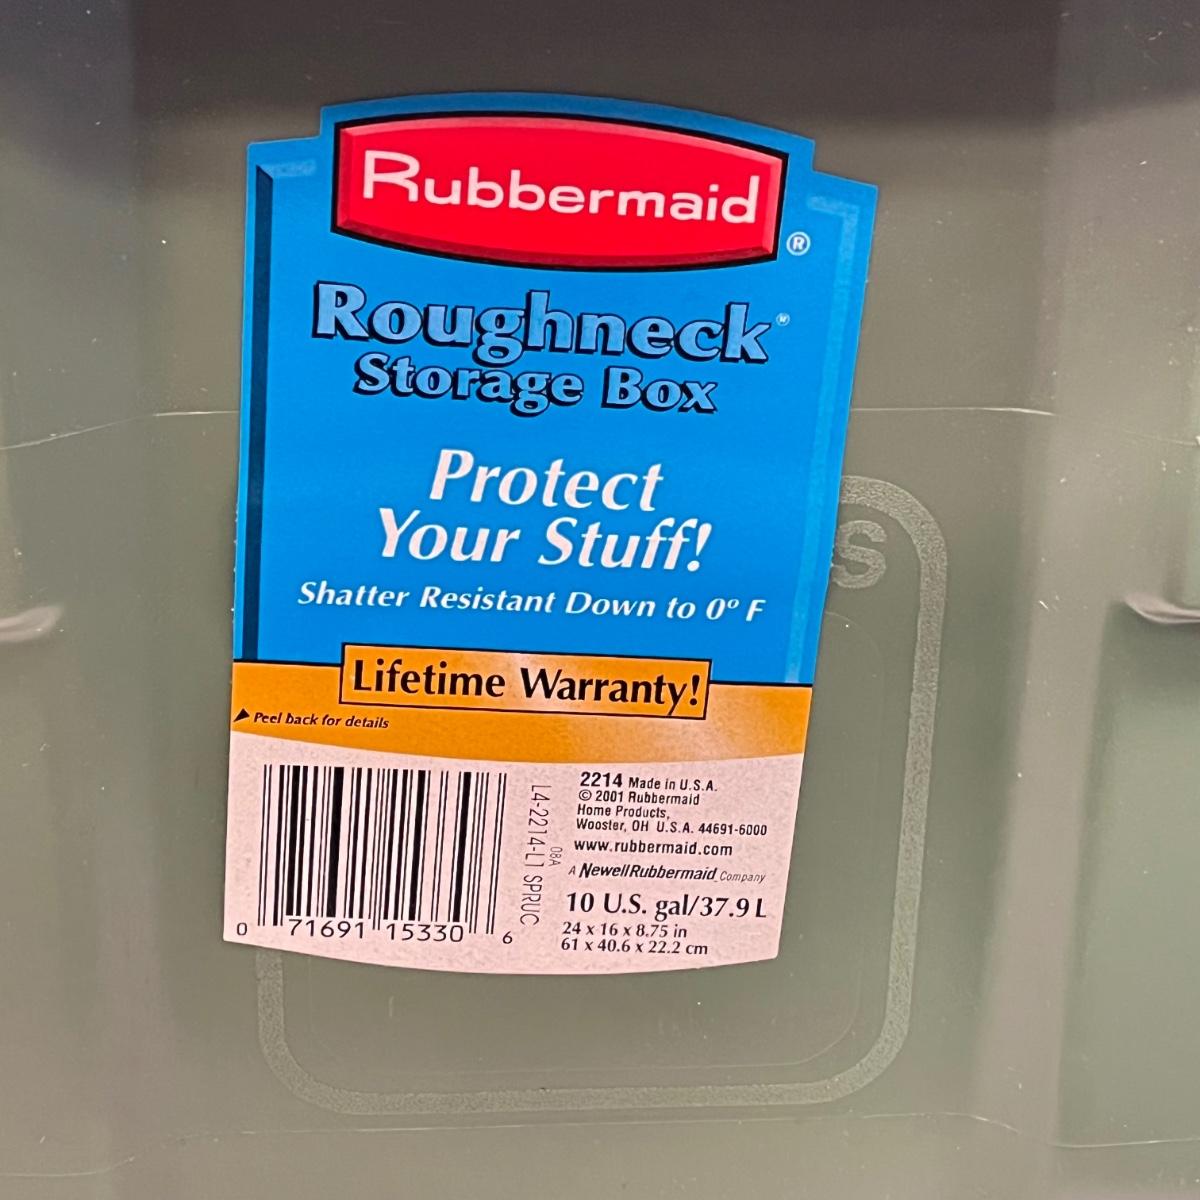 Rubbermaid®
Roughneck®
Storage Box
Protect
Your Stuff!
Shatter Resistant Down to 0° F
Lifetime Warranty!
Peel back for details
0 71691 15330 6
L4-2214-L1 SPRUC
08A
2214 Made in U.S.A.
© 2001 Rubbermaid
Home Products,
Wooster, OH U.S.A. 44691-6000
www.rubbermaid.com
A NewellRubbermaid Company
10 U.S. gal/37.9 L
24 x 16 x 8.75 in
61 x 40.6 x 22.2 cm
S